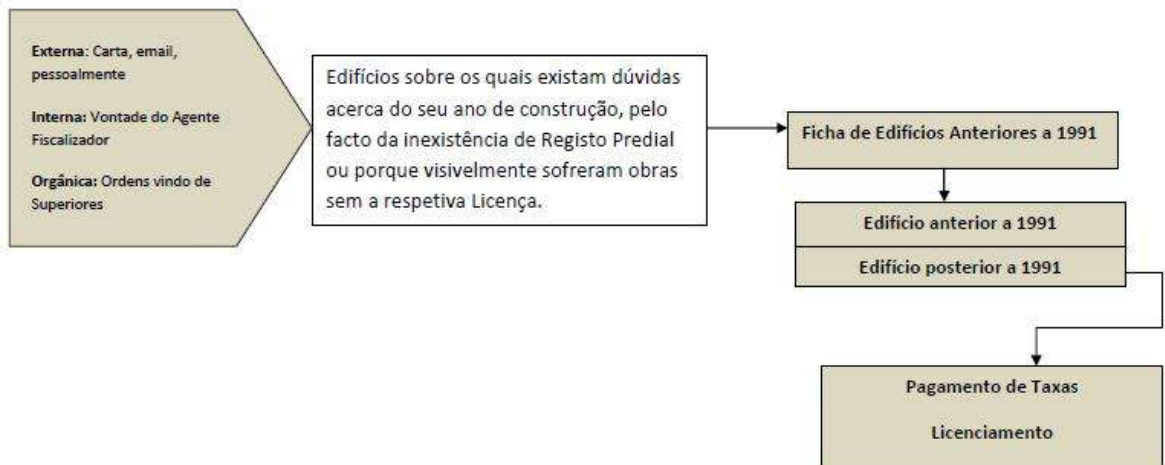 Externa: Carta, email,
pessoalmente
Interna: Vontade do Agente
Fiscalizador
Orgânica: Ordens vindo de
Superiores
Edifícios sobre os quais existam dúvidas
acerca do seu ano de construção, pelo
facto da inexistência de Registo Predial
ou porque visivelmente sofreram obras
sem a respetiva Licença.
Ficha de Edifícios Anteriores a 1991
Edifício anterior a 1991
Edifício posterior a 1991
Pagamento de Taxas
Licenciamento